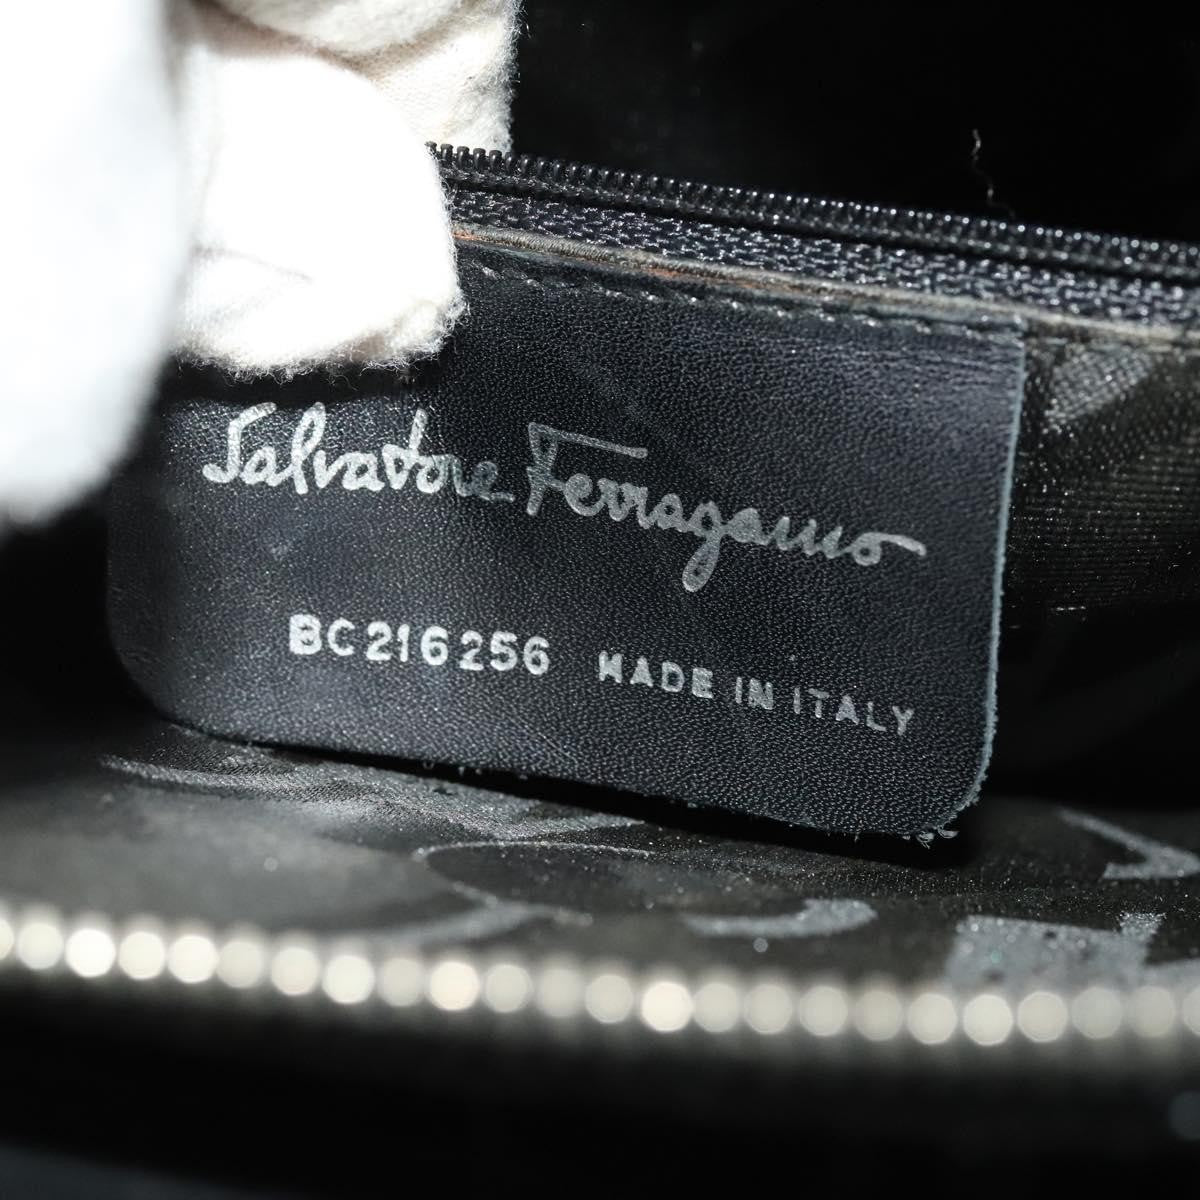 Salvatore Ferragamo
BC216256 MADE IN ITALY